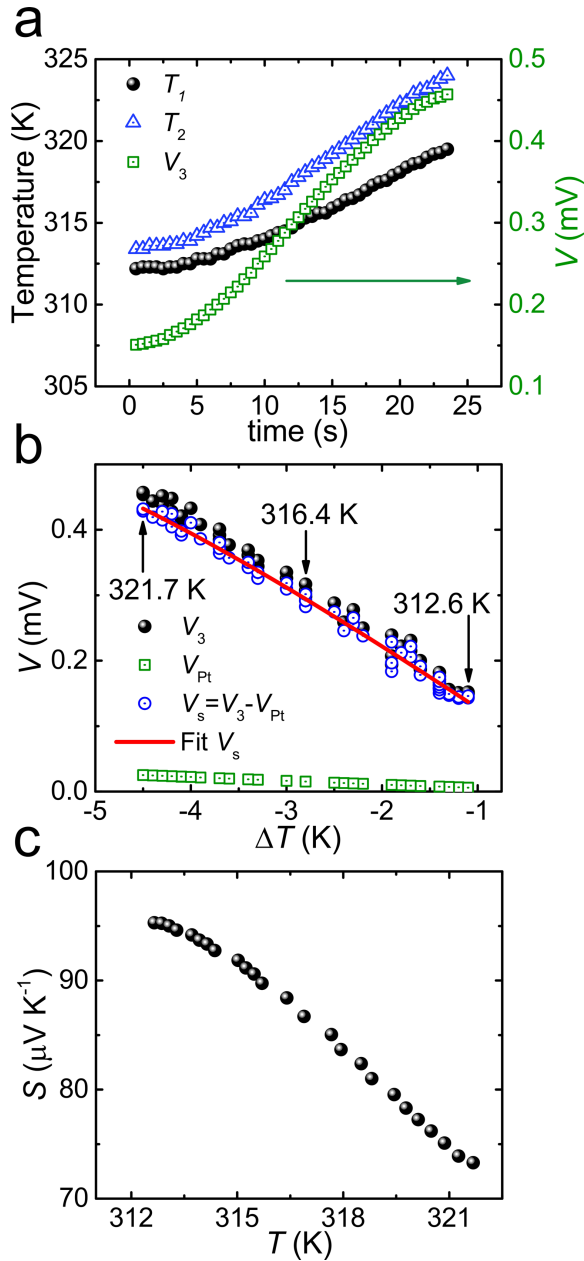 a
325
320
315
310
305
Temperature (K)
T1
T2
V3
0.5
0.4
0.3
0.2
0.1
V (mV)
0 5 10 15 20 25
time (s)
b
0.4
0.2
0.0
V (mV)
316.4 K
321.7 K
312.6 K
V3
VPt
Vs=V3-VPt
Fit Vs
-5 -4 -3 -2 -1
ΔT (K)
c
100
90
80
70
S (μV K-1)
312 315 318 321
T (K)